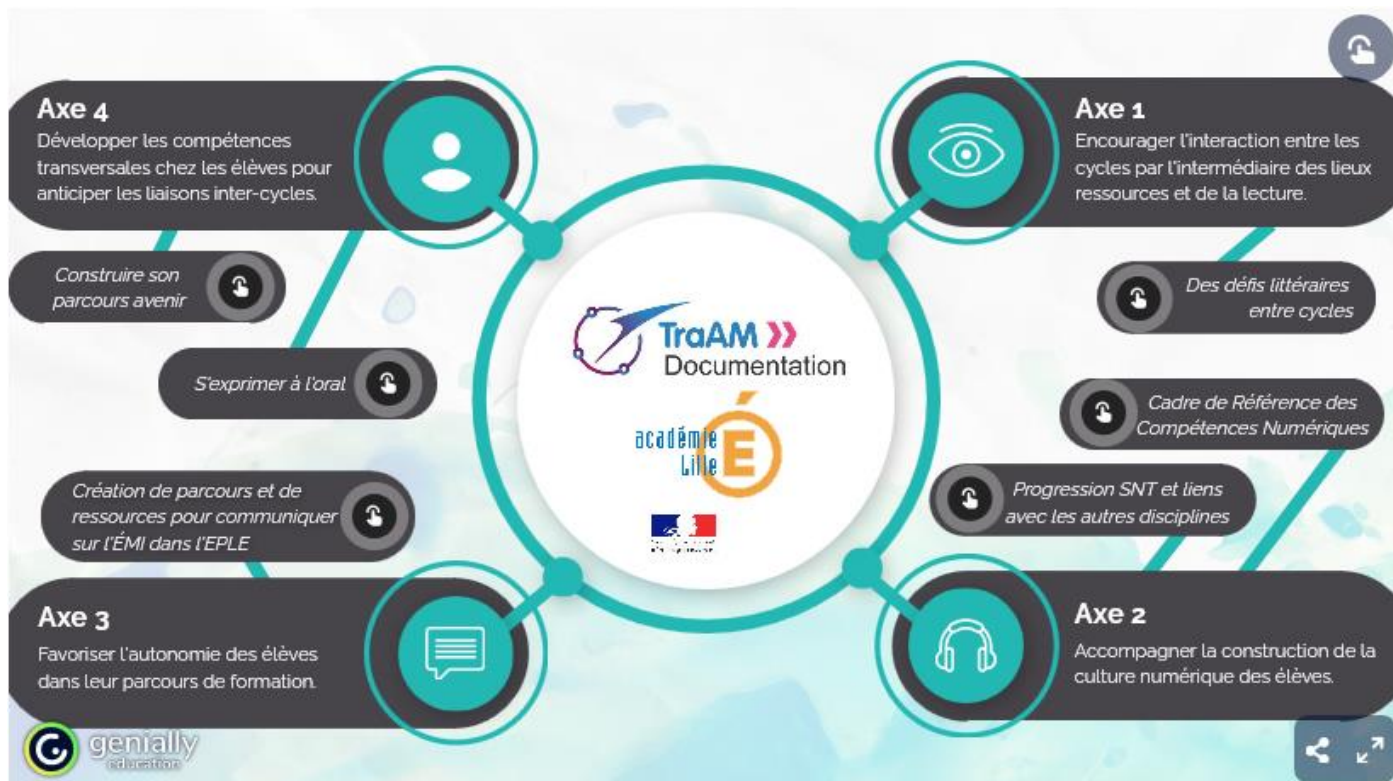 Axe 4
Développer les compétences
transversales chez les élèves pour
anticiper les liaisons inter-cycles.
Construire son
parcours avenir
S'exprimer à l'oral
Création de parcours et de
ressources pour communiquer
sur l'ÉMI dans l'EPLE
Axe 3
Favoriser l'autonomie des élèves
dans leur parcours de formation.
genially
education
TraAM
Documentation
académie
Lille
É
Axe 1
Encourager l'interaction entre les
cycles par l'intermédiaire des lieux
ressources et de la lecture.
Des défis littéraires
entre cycles
Cadre de Référence des
Compétences Numériques
Progression SNT et liens
avec les autres disciplines
Axe 2
Accompagner la construction de la
culture numérique des élèves.